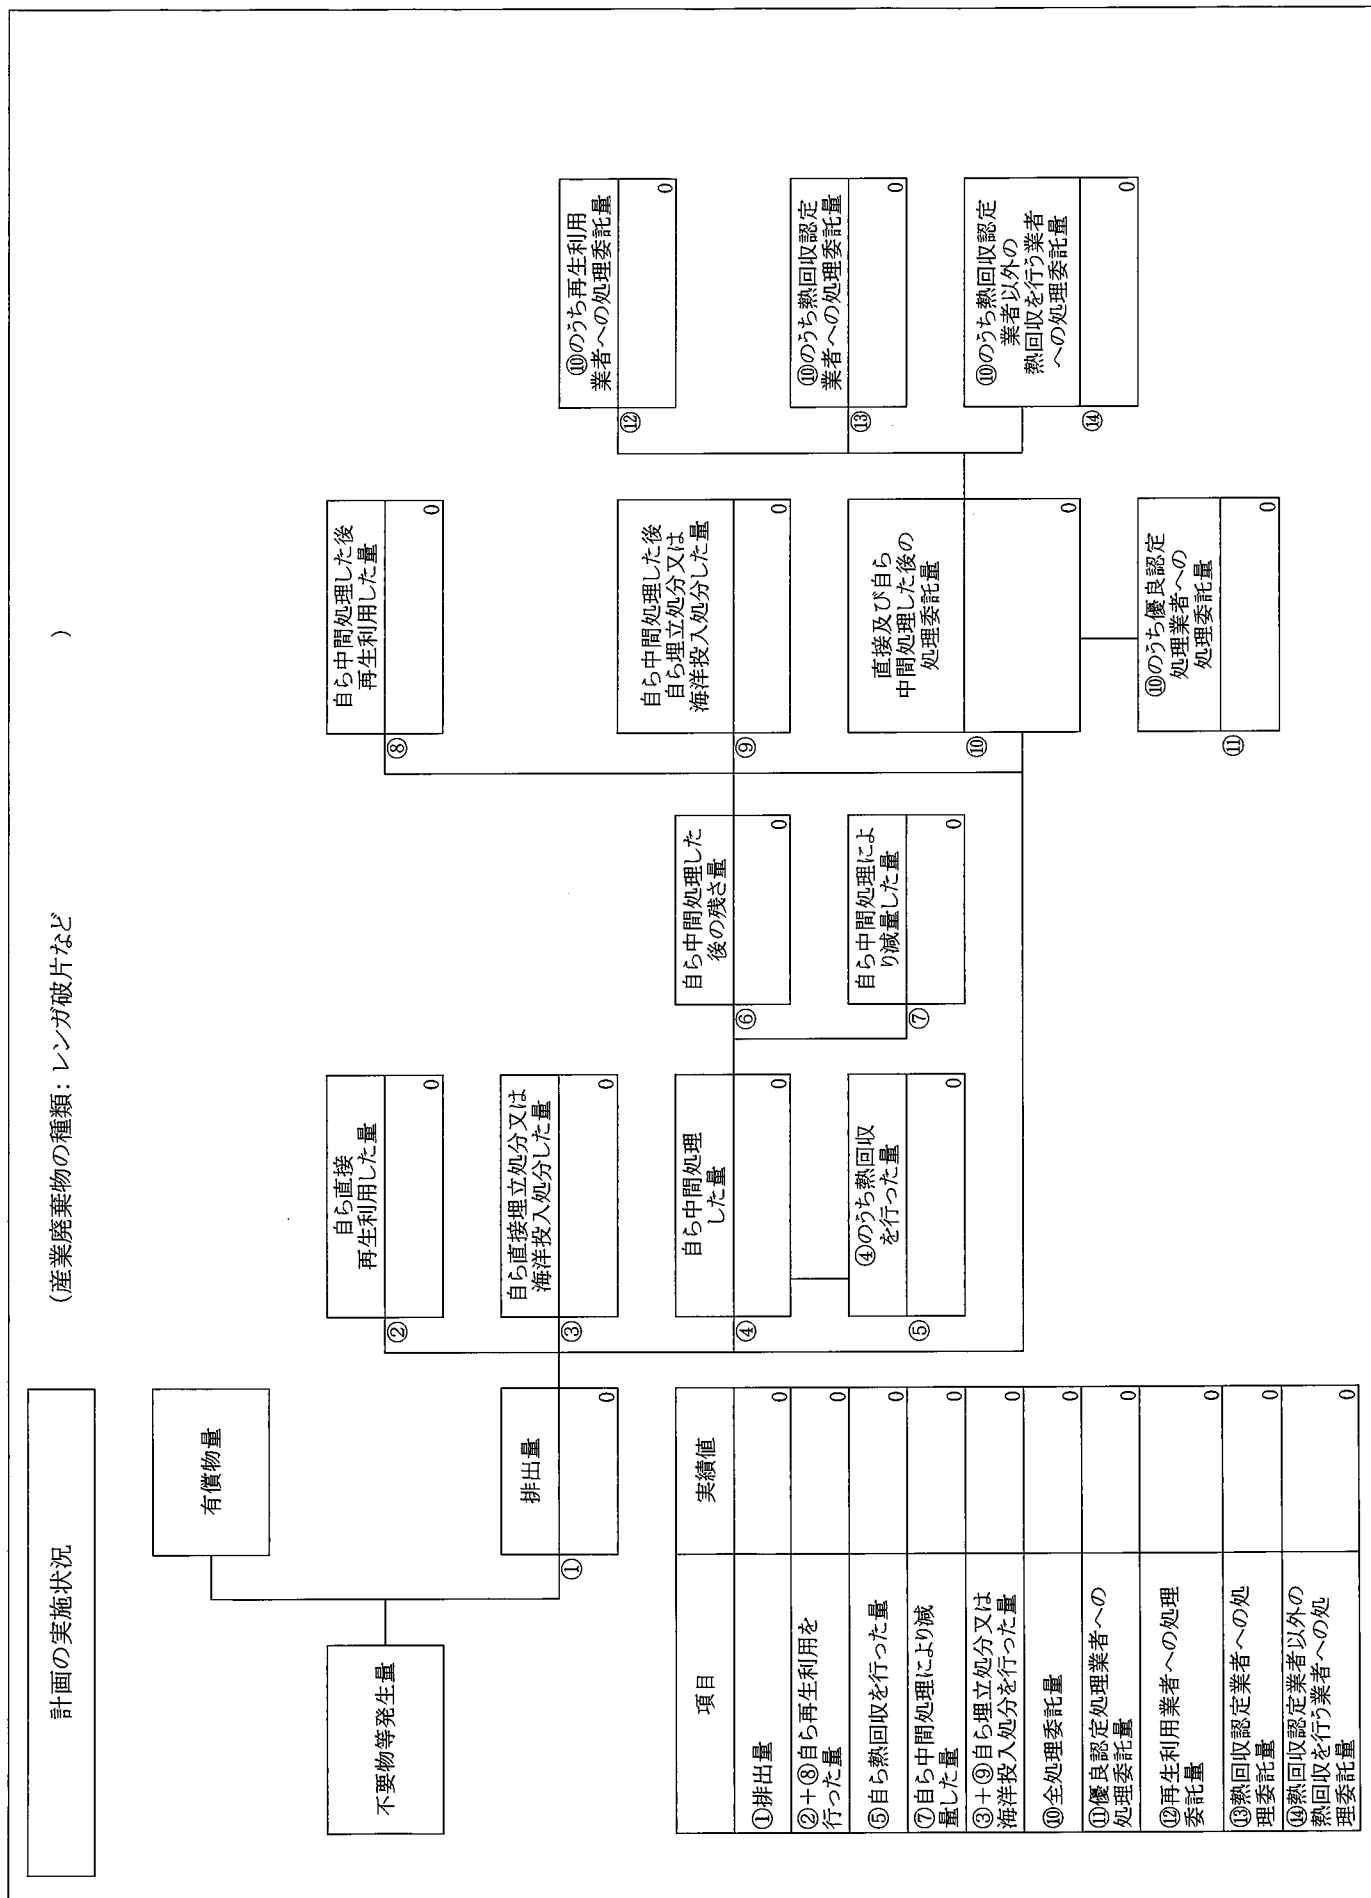 計画の実施状況
(産業廃棄物の種類：レンガ破片など
)
不要物等発生量
有償物量
排出量
①
0
自ら直接
再生利用した量
②
0
自ら直接埋立処分又は
海洋投入処分した量
③
0
自ら中間処理
した量
④
0
④のうち熱回収
を行った量
⑤
0
自ら中間処理した
後の残さ量
⑥
0
自ら中間処理によ
り減量した量
⑦
0
自ら中間処理した後
再生利用した量
⑧
0
自ら中間処理した後
自ら埋立処分又は
海洋投入処分した量
⑨
0
直接及び自ら
中間処理した後の
処理委託量
⑩
0
⑩のうち優良認定
処理業者への
処理委託量
⑪
0
⑩のうち再生利用
業者への処理委託量
⑫
0
⑩のうち熱回収認定
業者への処理委託量
⑬
0
⑩のうち熱回収認定
業者以外の
熱回収を行う業者
への処理委託量
⑭
0
項目
実績値
①排出量
0
②＋⑧自ら再生利用を
行った量
0
⑤自ら熱回収を行った量
0
⑦自ら中間処理により減
量した量
0
③＋⑨自ら埋立処分又は
海洋投入処分を行った量
0
⑩全処理委託量
0
⑪優良認定処理業者への
処理委託量
0
⑫再生利用業者への処理
委託量
0
⑬熱回収認定業者への処
理委託量
0
⑭熱回収認定業者以外の
熱回収を行う業者への処
理委託量
0